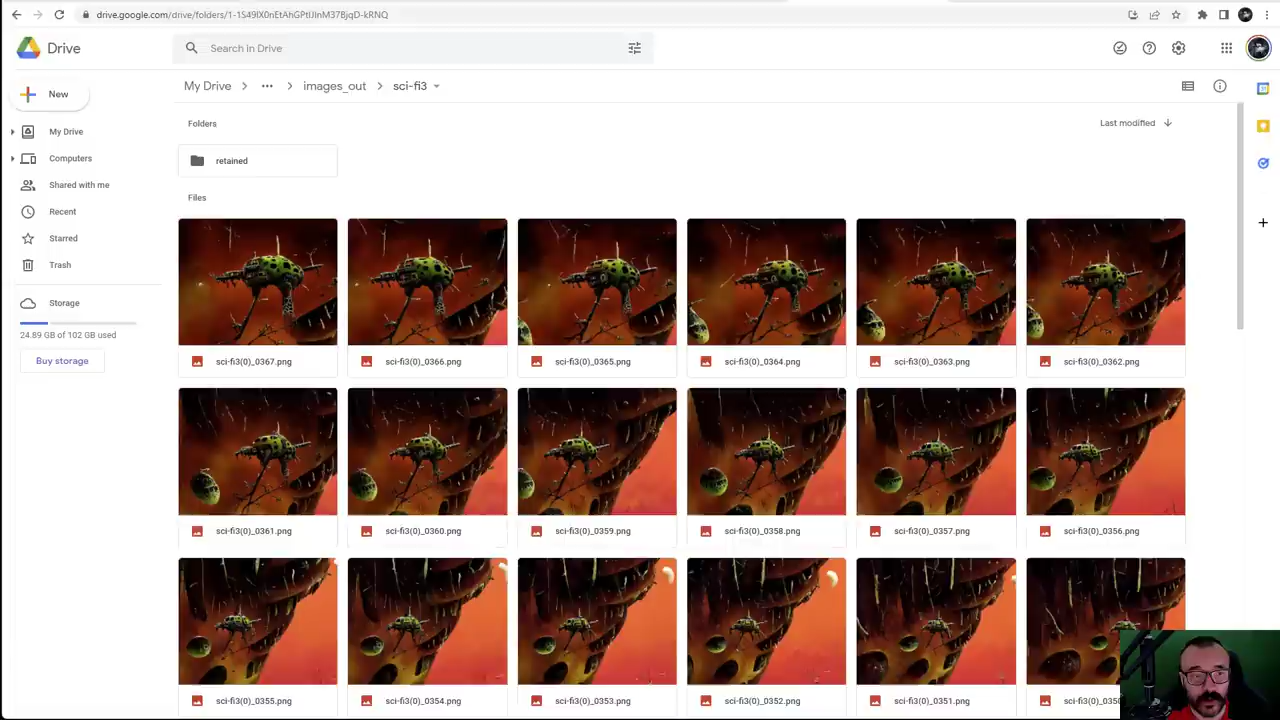 drive.google.com/drive/folders/1-1S49IX0nEtAhGPtIJInM37BjqD-kRNQ
Drive
Search in Drive
New
My Drive
Computers
Shared with me
Recent
Starred
Trash
Storage
24.89 GB of 102 GB used
Buy storage
My Drive
images_out
sci-fi3
Folders
Last modified
retained
Files
sci-fi3(0)_0367.png
sci-fi3(0)_0366.png
sci-fi3(0)_0365.png
sci-fi3(0)_0364.png
sci-fi3(0)_0363.png
sci-fi3(0)_0362.png
sci-fi3(0)_0361.png
sci-fi3(0)_0360.png
sci-fi3(0)_0359.png
sci-fi3(0)_0358.png
sci-fi3(0)_0357.png
sci-fi3(0)_0356.png
sci-fi3(0)_0355.png
sci-fi3(0)_0354.png
sci-fi3(0)_0353.png
sci-fi3(0)_0352.png
sci-fi3(0)_0351.png